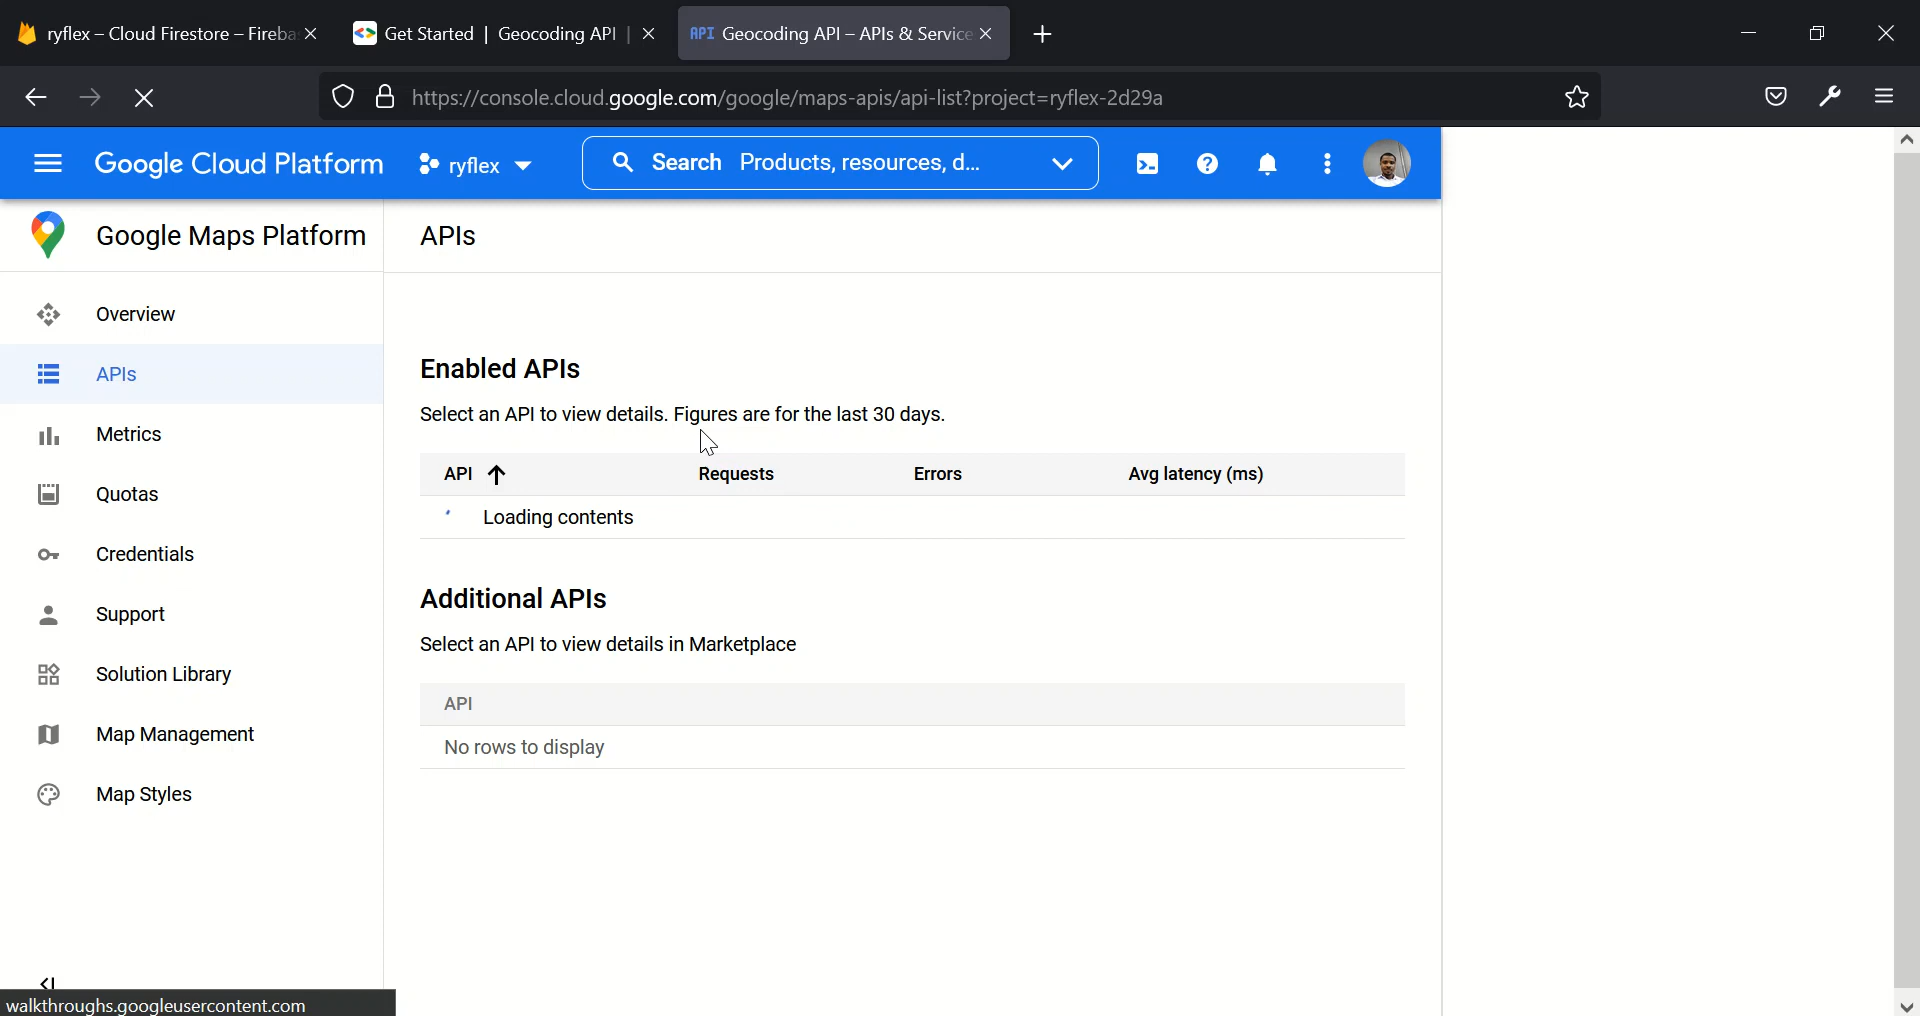 ryflex – Cloud Firestore – Fireba
Get Started | Geocoding API |
API Geocoding API – APIs & Service
https://console.cloud.google.com/google/maps-apis/api-list?project=ryflex-2d29a
Google Cloud Platform
ryflex
Search Products, resources, d...
Google Maps Platform
APIs
Overview
APIs
Metrics
Quotas
Credentials
Support
Solution Library
Map Management
Map Styles
Enabled APIs
Select an API to view details. Figures are for the last 30 days.
API Requests Errors Avg latency (ms)
Loading contents
Additional APIs
Select an API to view details in Marketplace
API
No rows to display
walkthroughs.googleusercontent.com